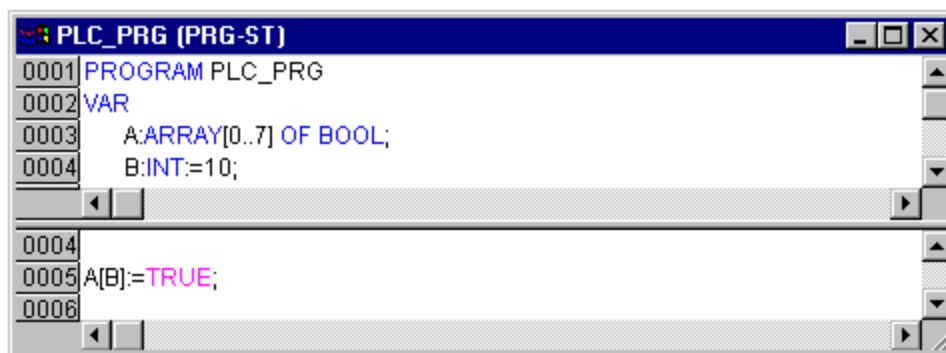 PLC_PRG (PRG-ST)
0001 PROGRAM PLC_PRG
0002 VAR
0003 A:ARRAY[0..7] OF BOOL;
0004 B:INT:=10;
0004
0005 A[B]:=TRUE;
0006